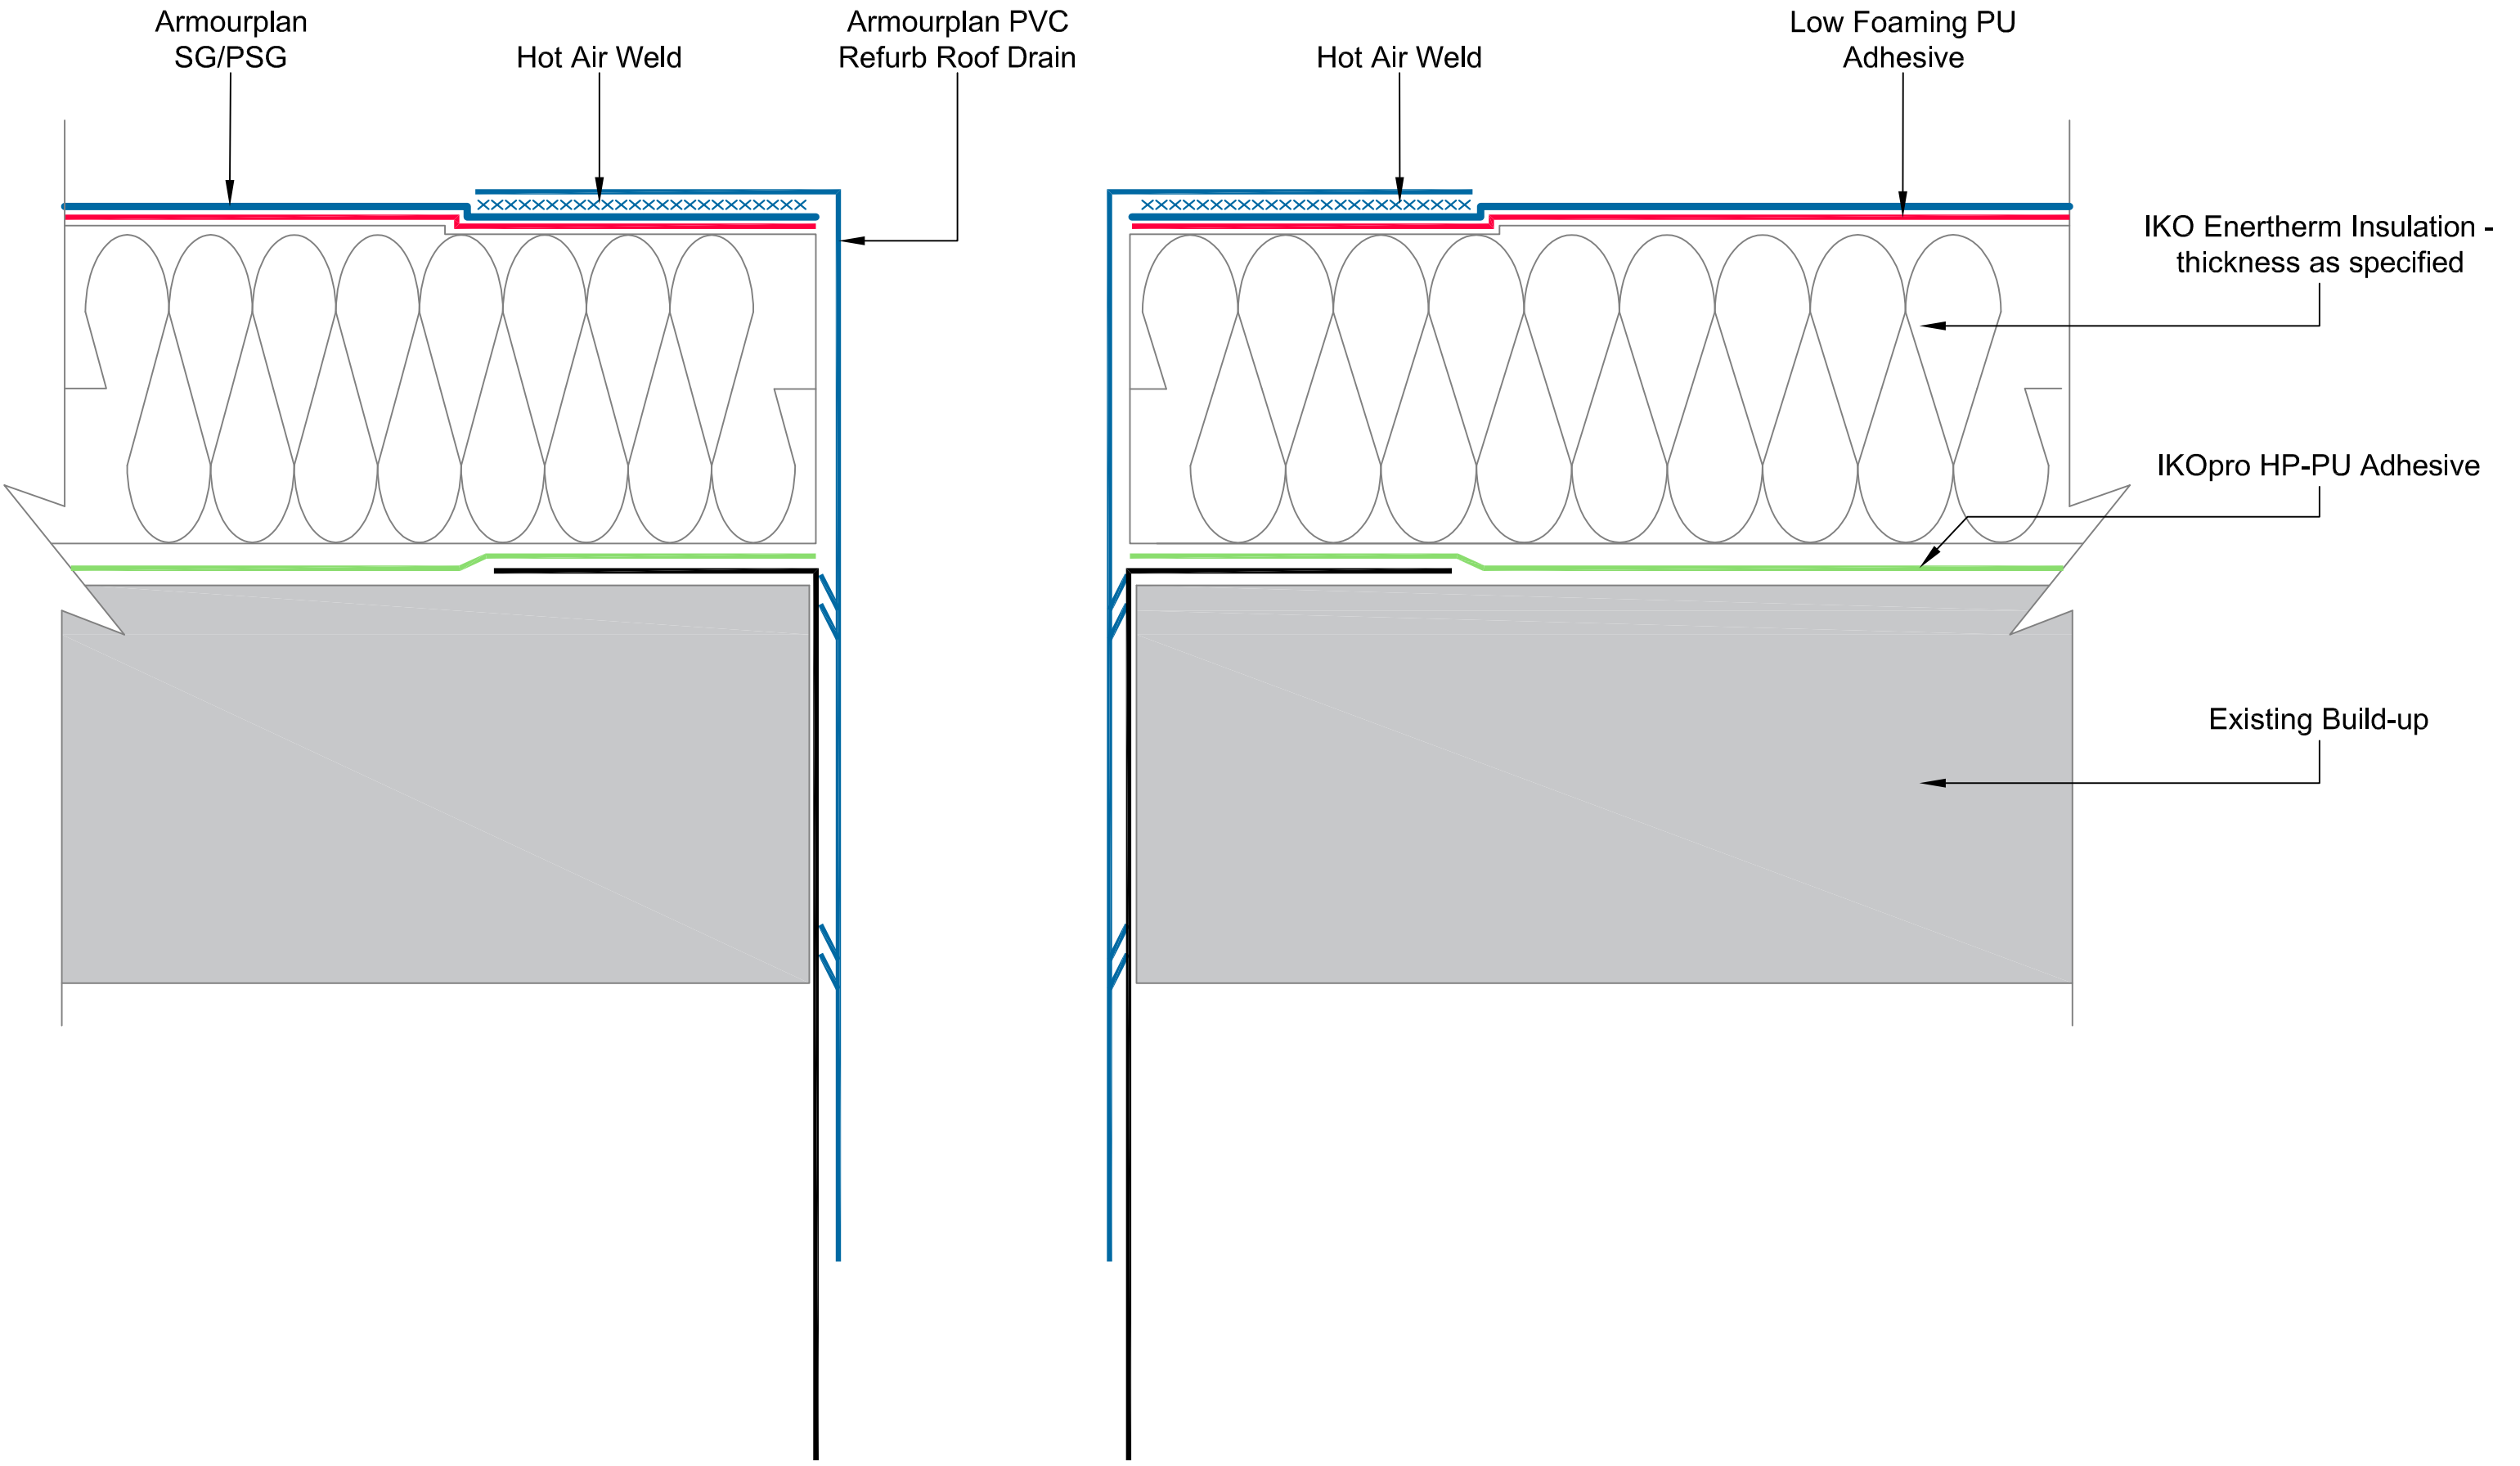 Armourplan
SG/PSG
Hot Air Weld
Armourplan PVC
Refurb Roof Drain
Hot Air Weld
Low Foaming PU
Adhesive
IKO Enertherm Insulation -
thickness as specified
IKOpro HP-PU Adhesive
Existing Build-up